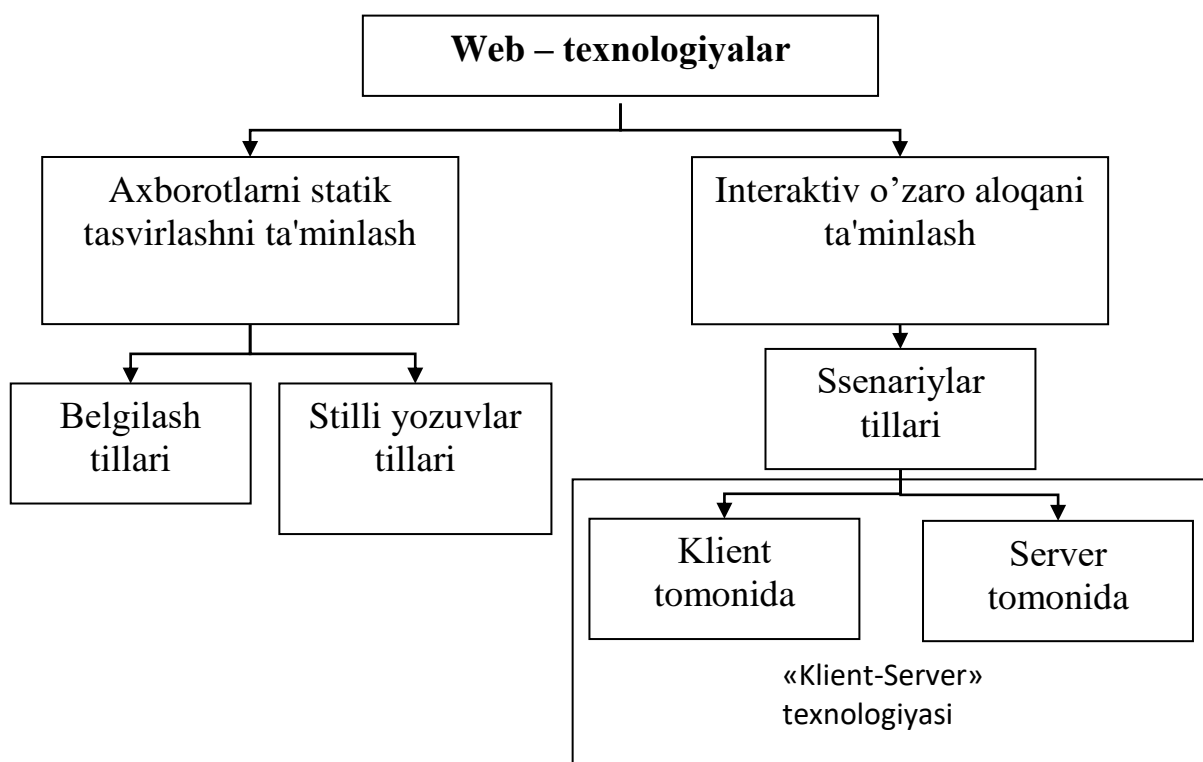 Web – texnologiyalar
Axborotlarni statik
tasvirlashni ta'minlash
Interaktiv o’zaro aloqani
ta'minlash
Belgilash
tillari
Stilli yozuvlar
tillari
Ssenariylar
tillari
Klient
tomonida
Server
tomonida
«Klient-Server»
texnologiyasi